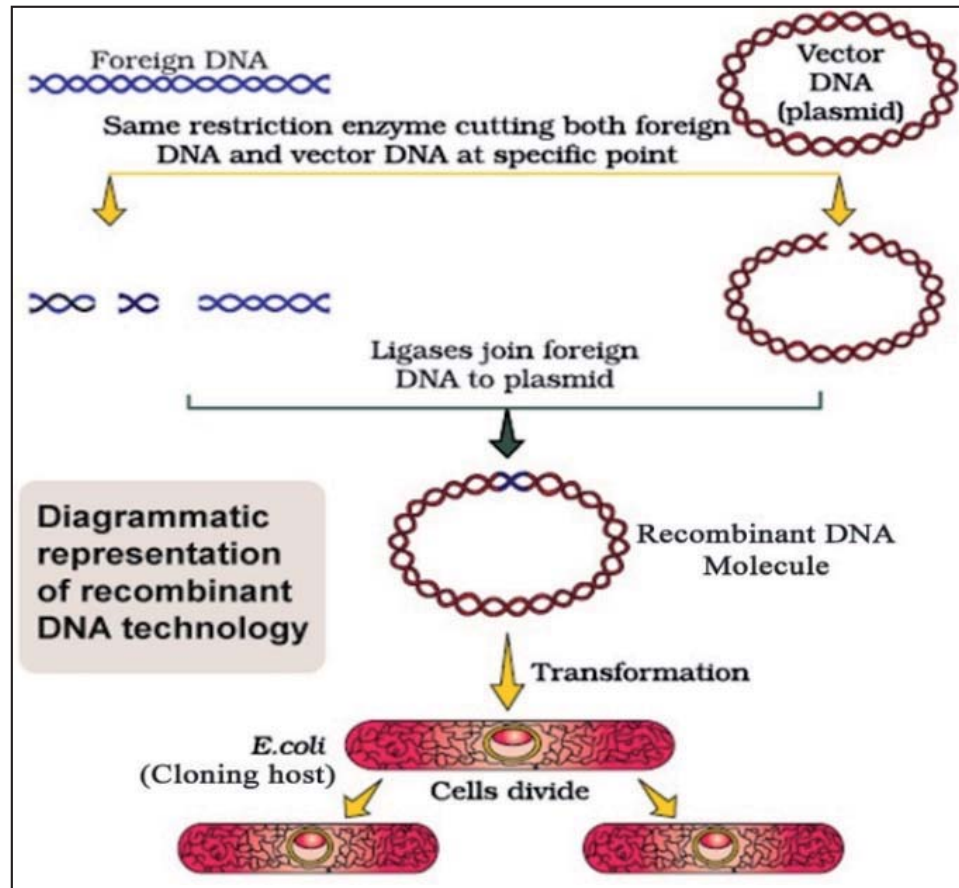 Foreign DNA
Vector
DNA
(plasmid)
Same restriction enzyme cutting both foreign
DNA and vector DNA at specific point
Ligases join foreign
DNA to plasmid
Diagrammatic
representation
of recombinant
DNA technology
Recombinant DNA
Molecule
Transformation
E.coli
(Cloning host)
Cells divide